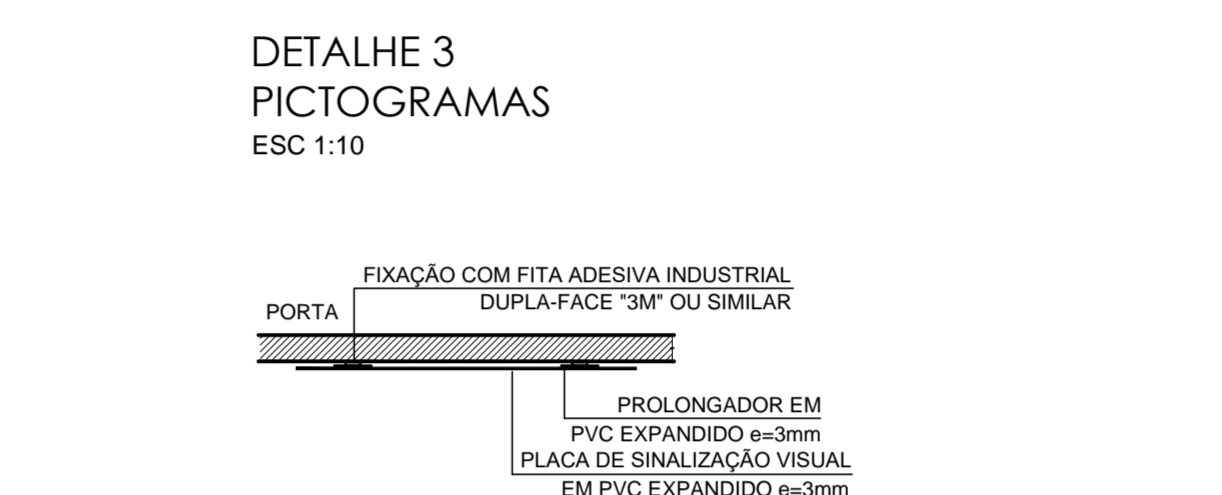 DETALHE 3
PICTOGRAMAS
ESC 1:10
FIXAÇÃO COM FITA ADESIVA INDUSTRIAL
DUPLA-FACE "3M" OU SIMILAR
PORTA
PROLONGADOR EM
PVC EXPANDIDO e=3mm
PLACA DE SINALIZAÇÃO VISUAL
EM PVC EXPANDIDO e=3mm